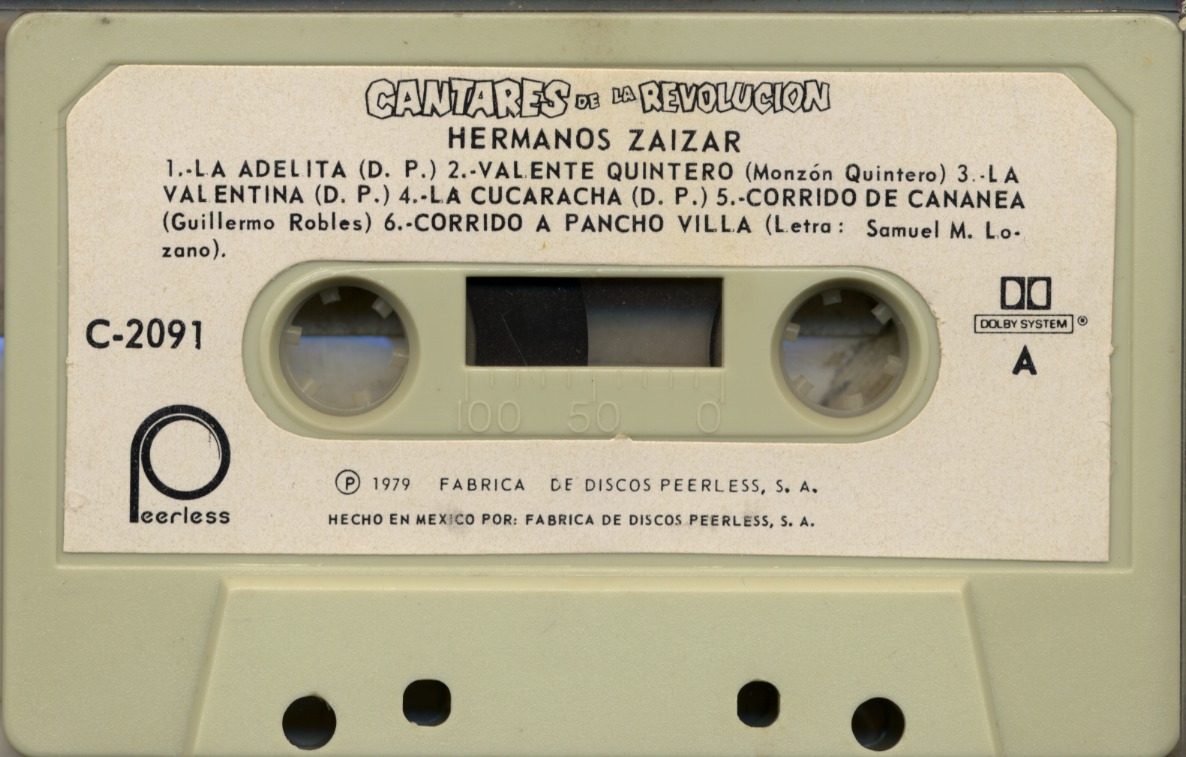 CANTARES DE LA REVOLUCION
HERMANOS ZAIZAR
1.-LA ADELITA (D. P.) 2.-VALENTE QUINTERO (Monzón Quintero) 3.-LA
VALENTINA (D. P.) 4.-LA CUCARACHA (D. P.) 5.-CORRIDO DE CANANEA
(Guillermo Robles) 6.-CORRIDO A PANCHO VILLA (Letra: Samuel M. Lo-
zano).
C-2091
DOLBY SYSTEM ®
A
100 50 0
Peerless
Ⓟ 1979 FABRICA DE DISCOS PEERLESS, S. A.
HECHO EN MEXICO POR: FABRICA DE DISCOS PEERLESS, S. A.